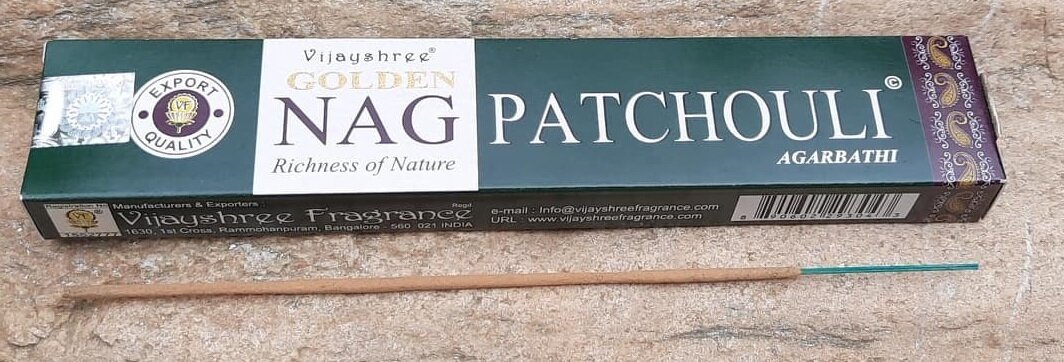 Vijayshree®
GOLDEN
NAG PATCHOULI©
Richness of Nature
AGARBATHI
EXPORT
VF
QUALITY
Manufacturers & Exporters :
Regd
Vijayshree Fragrance
1630, 1st.Cross, Rammohanpuram, Bangalore - 560 021 INDIA
e-mail : Info@vijayshreefragrance.com
URL : www.vijayshreefragrance.com